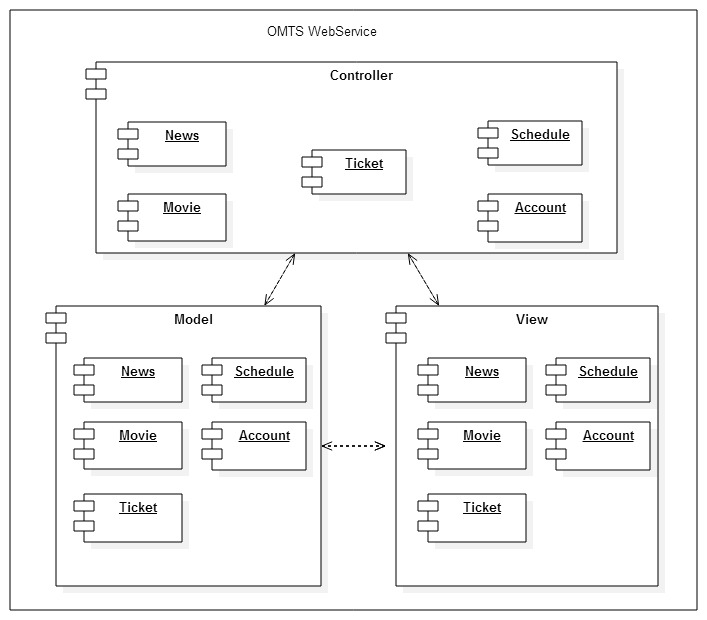 OMTS WebService
Controller
News
Schedule
Ticket
Movie
Account
Model
News
Schedule
Movie
Account
Ticket
View
News
Schedule
Movie
Account
Ticket